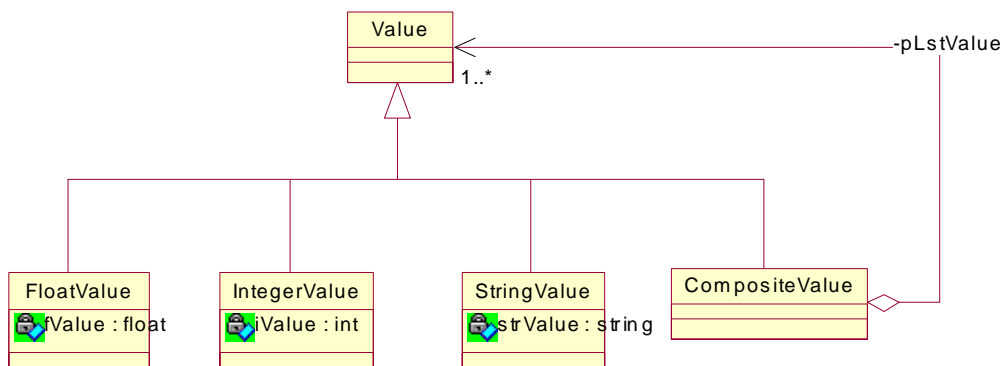 Value
-pLstValue
1..*
FloatValue
fValue : float
IntegerValue
iValue : int
StringValue
strValue : string
CompositeValue